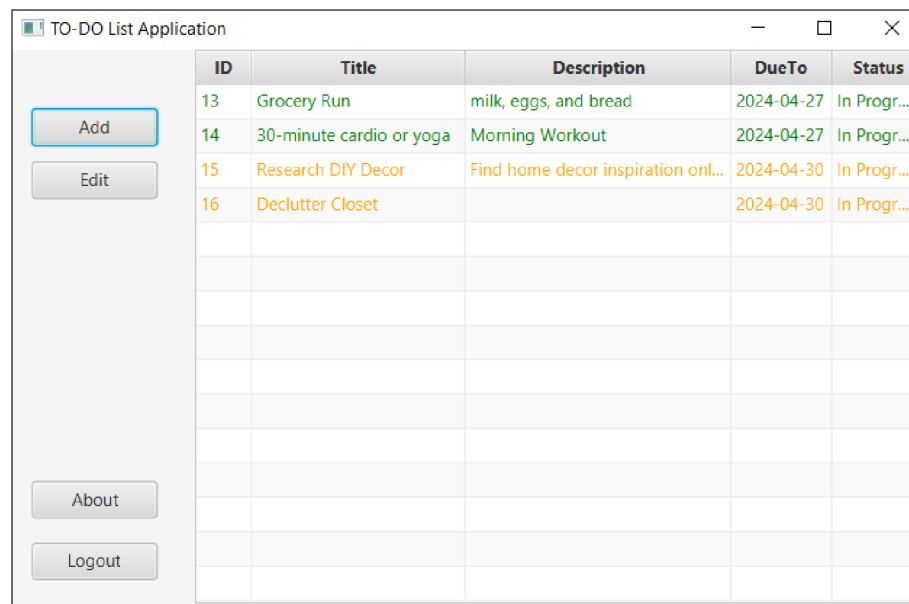 TO-DO List Application
ID Title Description DueTo Status
13 Grocery Run milk, eggs, and bread 2024-04-27 In Progr...
14 30-minute cardio or yoga Morning Workout 2024-04-27 In Progr...
15 Research DIY Decor Find home decor inspiration onl... 2024-04-30 In Progr...
16 Declutter Closet 2024-04-30 In Progr...
Add
Edit
About
Logout